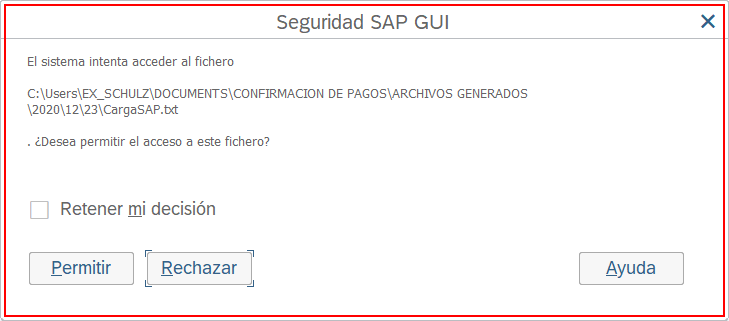 Seguridad SAP GUI
El sistema intenta acceder al fichero
C:\Users\EX_SCHULZ\DOCUMENTS\CONFIRMACION DE PAGOS\ARCHIVOS GENERADOS
\2020\12\23\CargaSAP.txt
. ¿Desea permitir el acceso a este fichero?
Retener mi decisión
Permitir Rechazar Ayuda